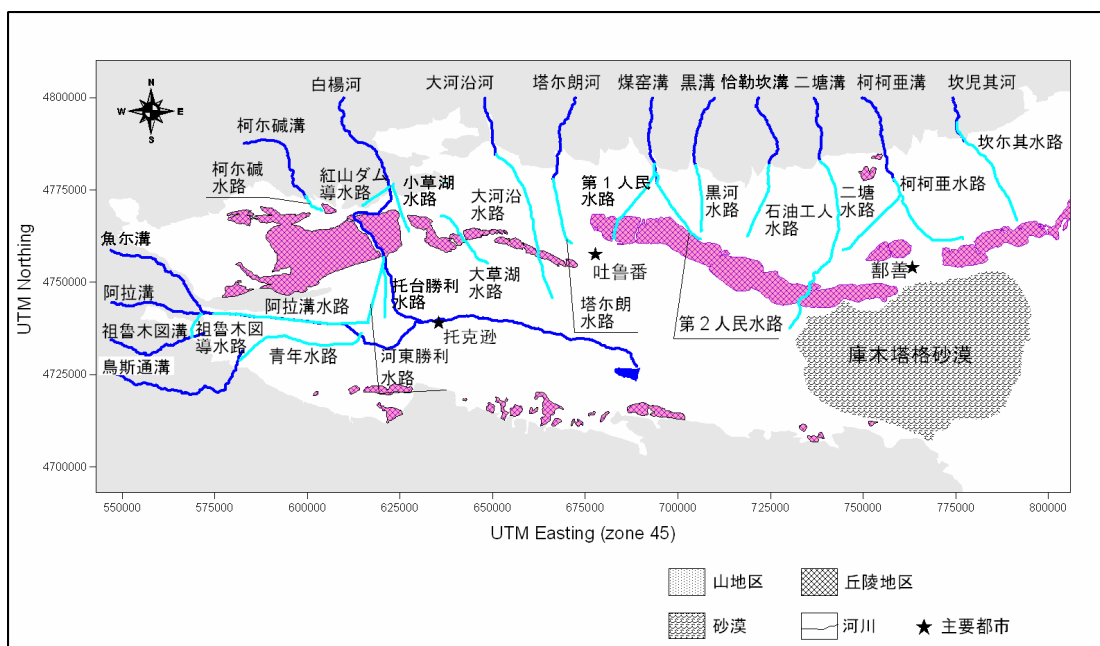 白楊河
大河沿河
塔尔朗河
煤窑溝
黒溝
恰勒坎溝
二塘溝
柯柯亜溝
坎児其河
N
W
E
S
4800000
4775000
4750000
4725000
4700000
UTM Northing
柯尓碱溝
柯尓碱
水路
紅山ダム
導水路
小草湖
水路
大河沿
水路
第１人民
水路
黒河
水路
石油工人
水路
二塘
水路
柯柯亜水路
坎尔其水路
魚尓溝
阿拉溝
阿拉溝水路
祖魯木図溝
祖魯木図
導水路
鳥斯通溝
青年水路
托台勝利
水路
大草湖
水路
吐鲁番
塔尔朗
水路
第２人民水路
鄯善
托克逊
河東勝利
水路
庫木塔格砂漠
550000
575000
600000
625000
650000
675000
700000
725000
750000
775000
800000
UTM Easting (zone 45)
山地区
丘陵地区
砂漠
河川
主要都市